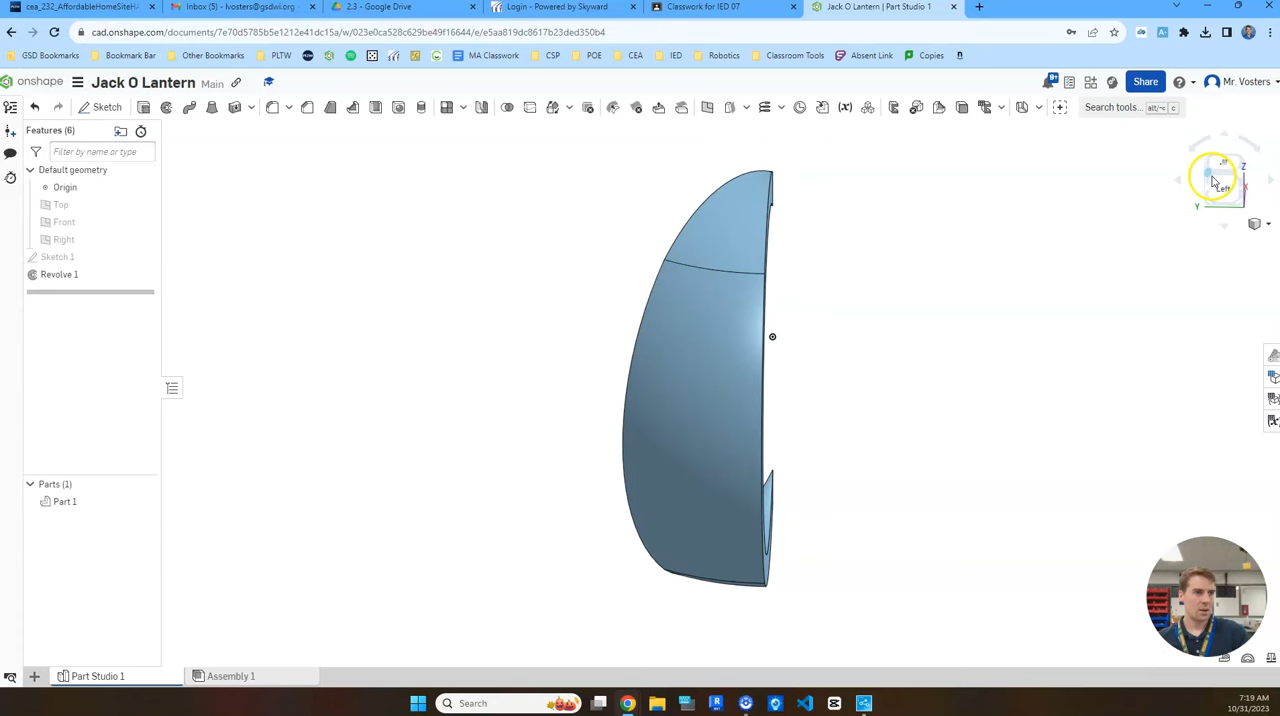 cea_232_AffordableHomeSiteHA
Inbox (5) - lvosters@gsdwi.org
2.3 - Google Drive
Login - Powered by Skyward
Classwork for IED 07
Jack O Lantern | Part Studio 1
cad.onshape.com/documents/7e70d5785b5e1212e41dc15a/w/023e0ca528c629be49f16644/e/e5aa819dc8617b23ded350b4
GSD Bookmarks
Bookmark Bar
Other Bookmarks
PLTW
MA Classwork
CSP
POE
CEA
IED
Robotics
Classroom Tools
Absent Link
Copies
onshape
Jack O Lantern
Main
9+
Share
Mr. Vosters
Sketch
Search tools...
alt/⌥
c
Features (6)
Filter by name or type
Default geometry
Origin
Top
Front
Right
Sketch 1
Revolve 1
Z
Left
X
Y
Parts (1)
Part 1
Part Studio 1
Assembly 1
Search
7:19 AM
10/31/2023